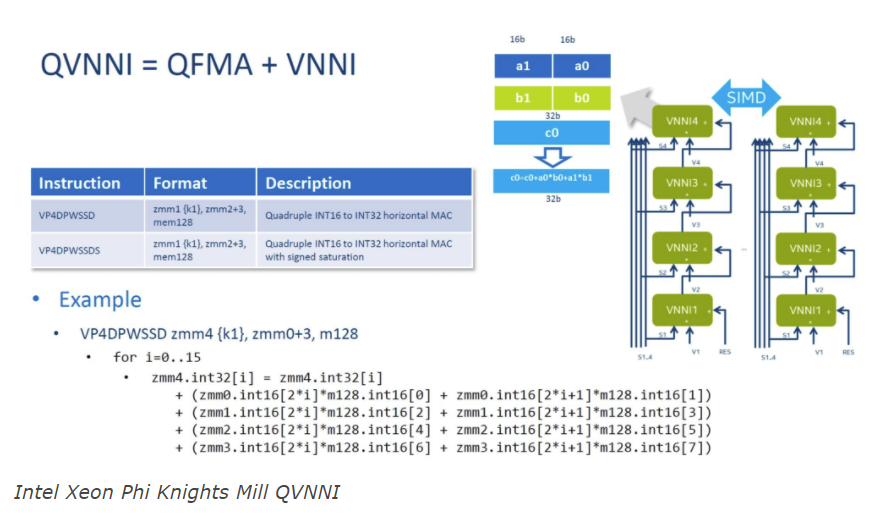 QVNNI = QFMA + VNNI
16b 16b
a1 a0
b1 b0
32b
c0
c0=c0+a0*b0+a1*b1
32b
SIMD
VNNI4 + VNNI4 +
* *
S4 S4
V4 V4
VNNI3 + VNNI3 +
* *
S3 S3
V3 V3
VNNI2 + ... VNNI2 +
* *
S2 S2
V2 V2
VNNI1 + VNNI1 +
* *
S1 S1
S1..4 V1 RES S1..4 V1 RES
Instruction Format Description
VP4DPWSSD zmm1 {k1}, zmm2+3, mem128 Quadruple INT16 to INT32 horizontal MAC
VP4DPWSSDS zmm1 {k1}, zmm2+3, mem128 Quadruple INT16 to INT32 horizontal MAC with signed saturation
• Example
• VP4DPWSSD zmm4 {k1}, zmm0+3, m128
• for i=0..15
• zmm4.int32[i] = zmm4.int32[i]
+ (zmm0.int16[2*i]*m128.int16[0] + zmm0.int16[2*i+1]*m128.int16[1])
+ (zmm1.int16[2*i]*m128.int16[2] + zmm1.int16[2*i+1]*m128.int16[3])
+ (zmm2.int16[2*i]*m128.int16[4] + zmm2.int16[2*i+1]*m128.int16[5])
+ (zmm3.int16[2*i]*m128.int16[6] + zmm3.int16[2*i+1]*m128.int16[7])
Intel Xeon Phi Knights Mill QVNNI